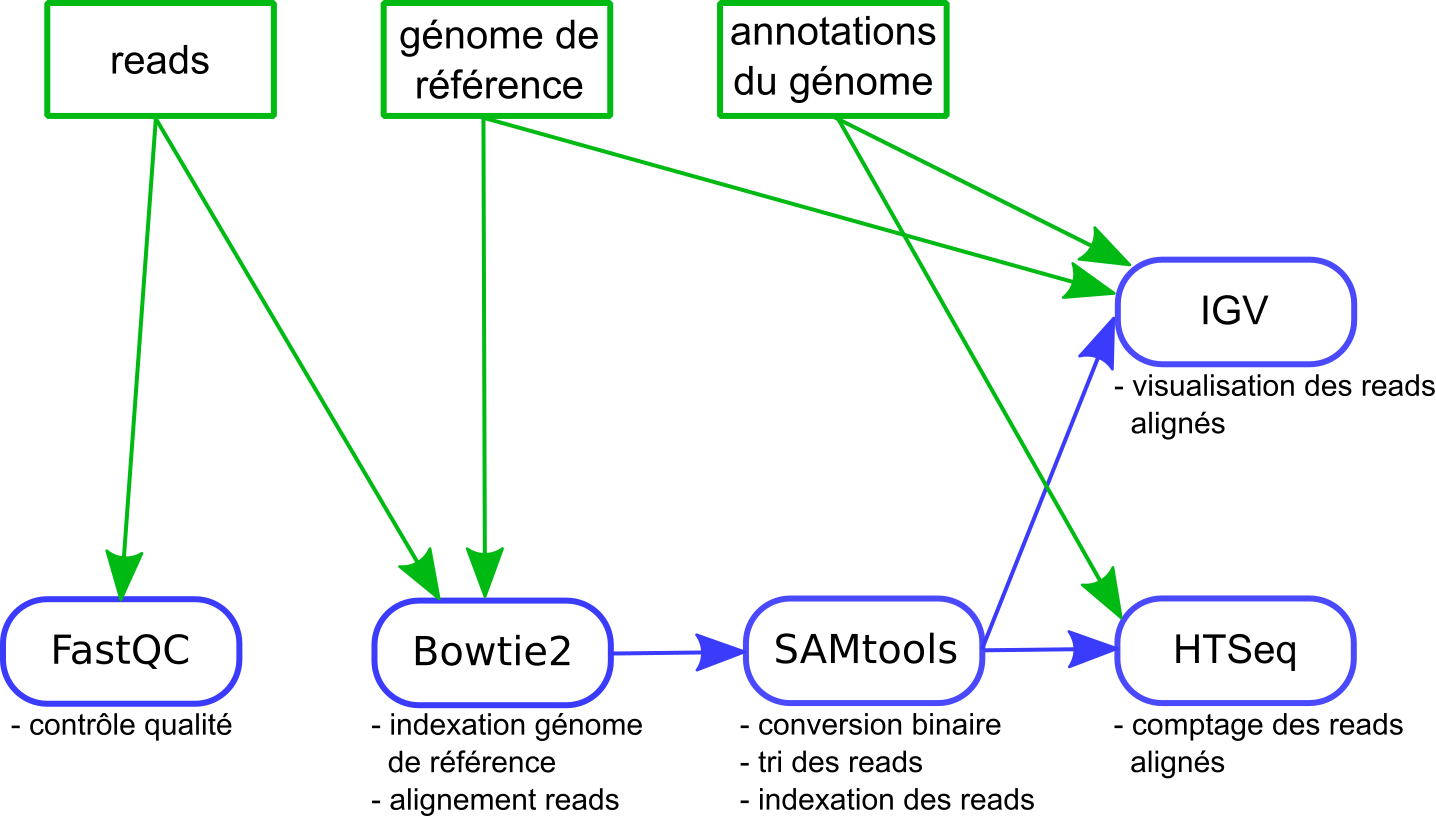 reads
génome de
référence
annotations
du génome
IGV
- visualisation des reads
alignés
FastQC
- contrôle qualité
Bowtie2
- indexation génome
de référence
- alignement reads
SAMtools
- conversion binaire
- tri des reads
- indexation des reads
HTSeq
- comptage des reads
alignés